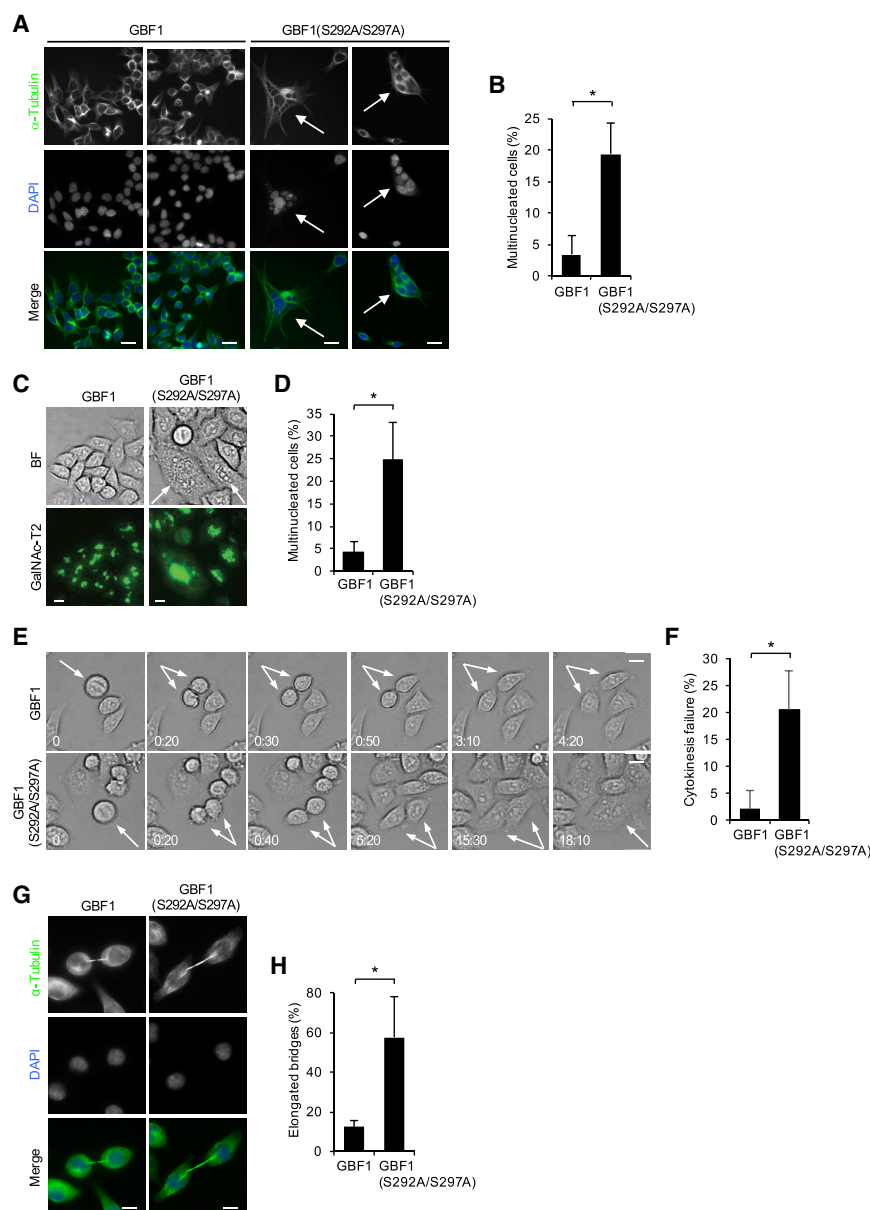 A
GBF1
GBF1(S292A/S297A)
α-Tubulin
DAPI
Merge
B
Multinucleated cells (%)
25
20
15
10
5
0
*
GBF1
GBF1
(S292A/S297A)
C
GBF1
GBF1
(S292A/S297A)
BF
GalNAc-T2
D
Multinucleated cells (%)
35
30
25
20
15
10
5
0
*
GBF1
GBF1
(S292A/S297A)
E
GBF1
0
0:20
0:30
0:50
3:10
4:20
GBF1
(S292A/S297A)
0
0:20
0:40
5:20
15:30
18:10
F
Cytokinesis failure (%)
30
25
20
15
10
5
0
*
GBF1
GBF1
(S292A/S297A)
G
GBF1
GBF1
(S292A/S297A)
α-Tubulin
DAPI
Merge
H
Elongated bridges (%)
80
60
40
20
0
*
GBF1
GBF1
(S292A/S297A)